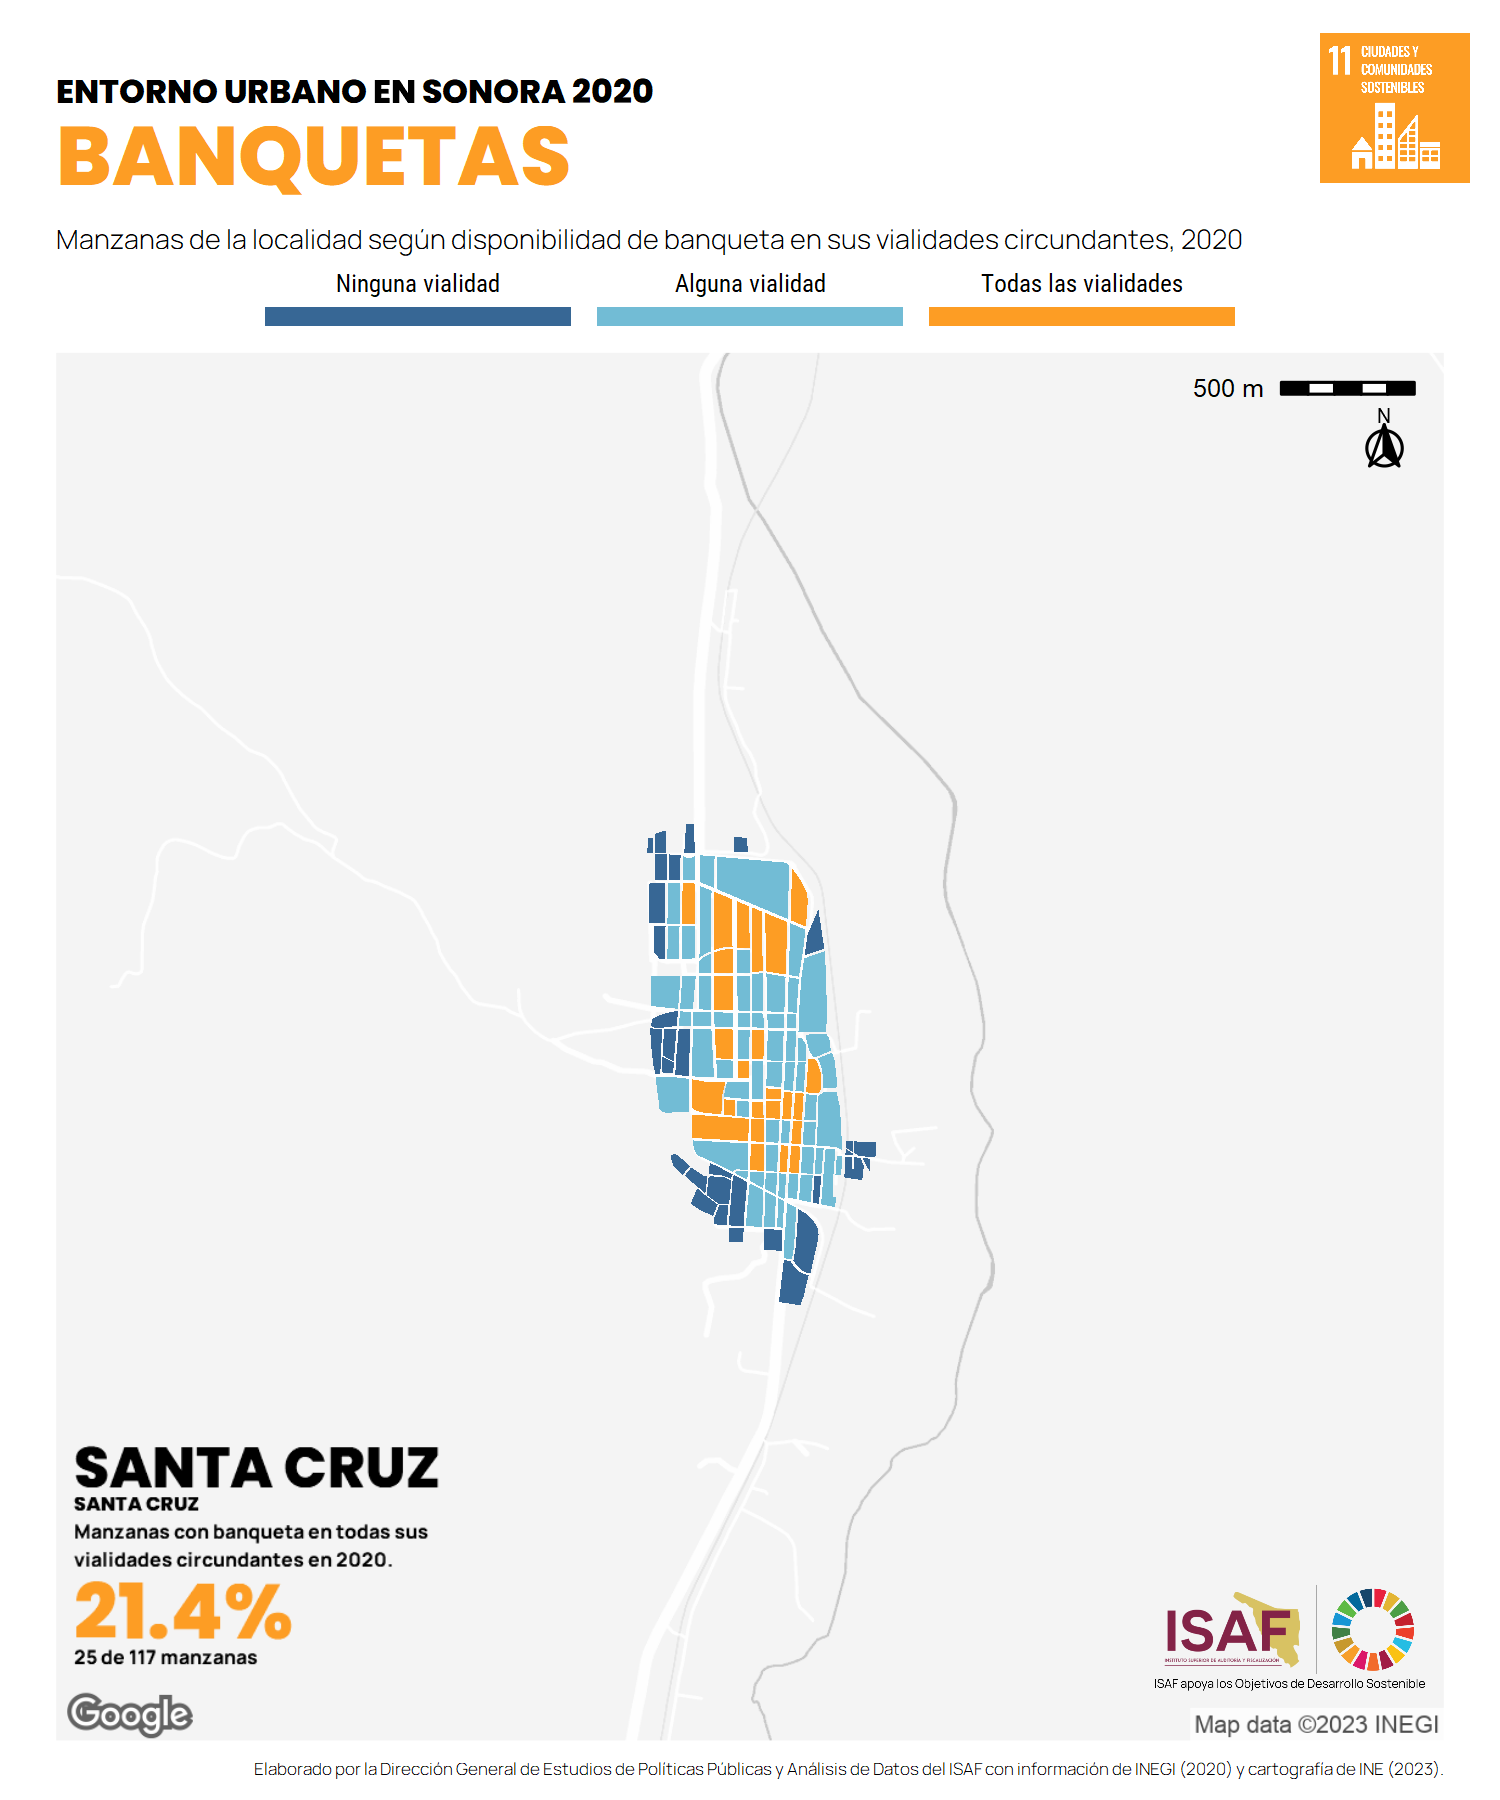 11 CIUDADES Y
COMUNIDADES
SOSTENIBLES
ENTORNO URBANO EN SONORA 2020
BANQUETAS
Manzanas de la localidad según disponibilidad de banqueta en sus vialidades circundantes, 2020
Ninguna vialidad Alguna vialidad Todas las vialidades
500 m
N
SANTA CRUZ
SANTA CRUZ
Manzanas con banqueta en todas sus
vialidades circundantes en 2020.
21.4%
25 de 117 manzanas
ISAF
INSTITUTO SUPERIOR DE AUDITORÍA Y FISCALIZACIÓN
ISAF apoya los Objetivos de Desarrollo Sostenible
Google
Map data ©2023 INEGI
Elaborado por la Dirección General de Estudios de Políticas Públicas y Análisis de Datos del ISAF con información de INEGI (2020) y cartografía de INE (2023).